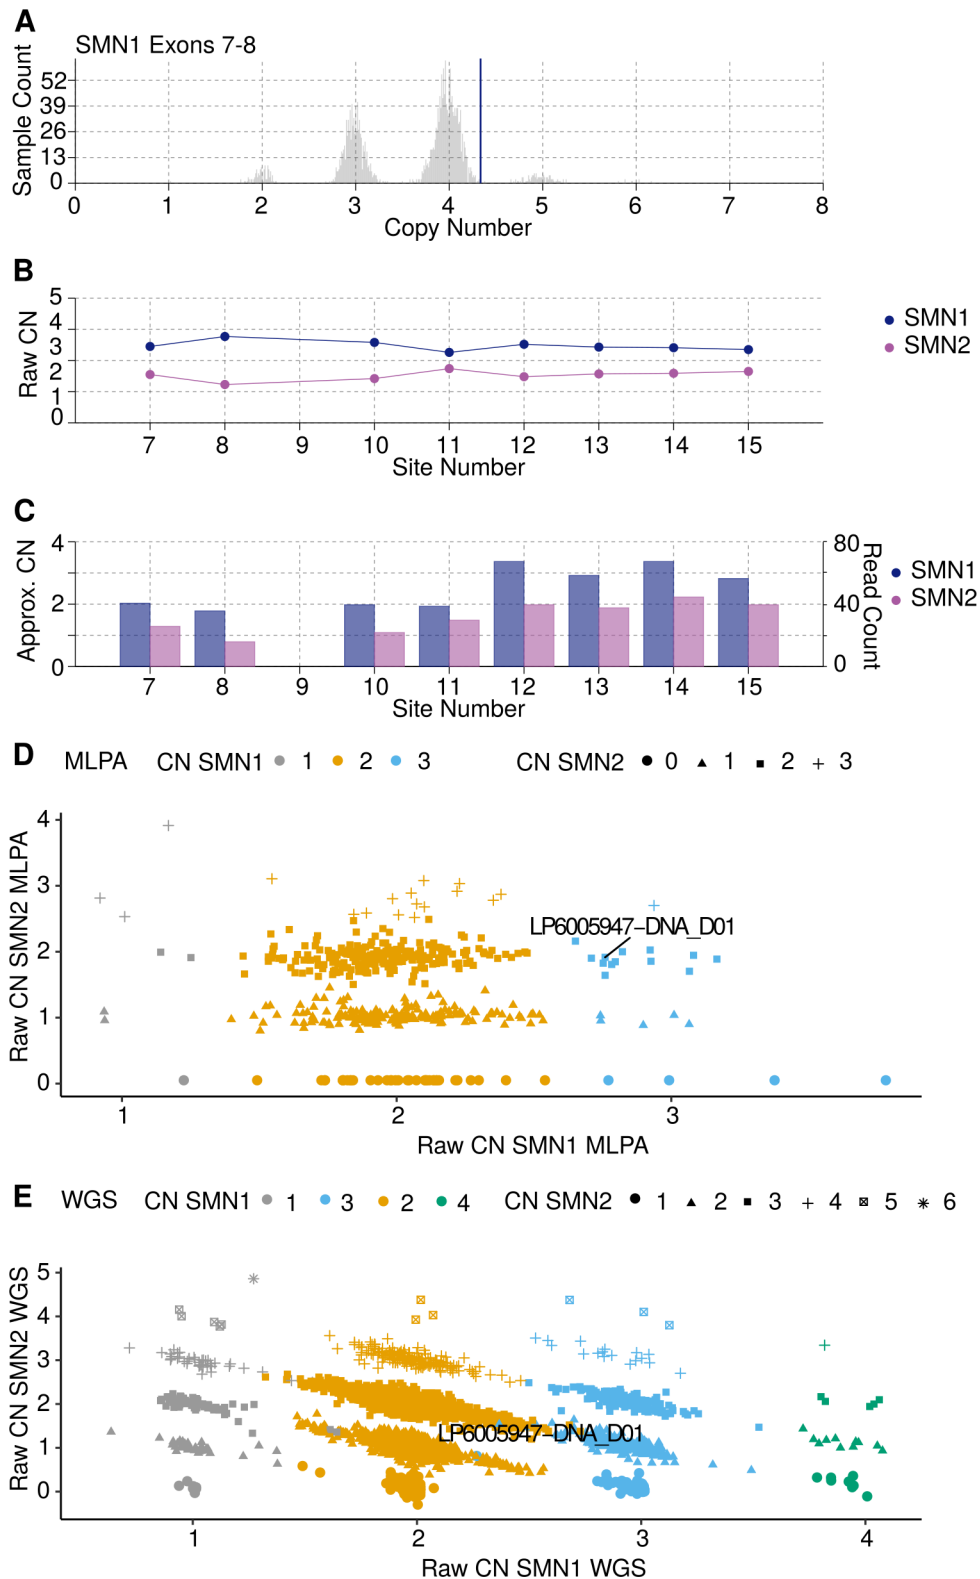 A
SMN1 Exons 7-8
Sample Count
52
39
26
13
0
0 1 2 3 4 5 6 7 8
Copy Number
B
Raw CN
5
4
3
2
1
0
7 8 9 10 11 12 13 14 15
Site Number
SMN1
SMN2
C
Approx. CN
4
2
0
80
40
0
Read Count
7 8 9 10 11 12 13 14 15
Site Number
SMN1
SMN2
D MLPA CN SMN1 1 2 3 CN SMN2 0 1 2 3
Raw CN SMN2 MLPA
4
3
2
1
0
LP6005947−DNA_D01
1 2 3
Raw CN SMN1 MLPA
E WGS CN SMN1 1 3 2 4 CN SMN2 1 2 3 4 5 6
Raw CN SMN2 WGS
5
4
3
2
1
0
LP6005947−DNA_D01
1 2 3 4
Raw CN SMN1 WGS